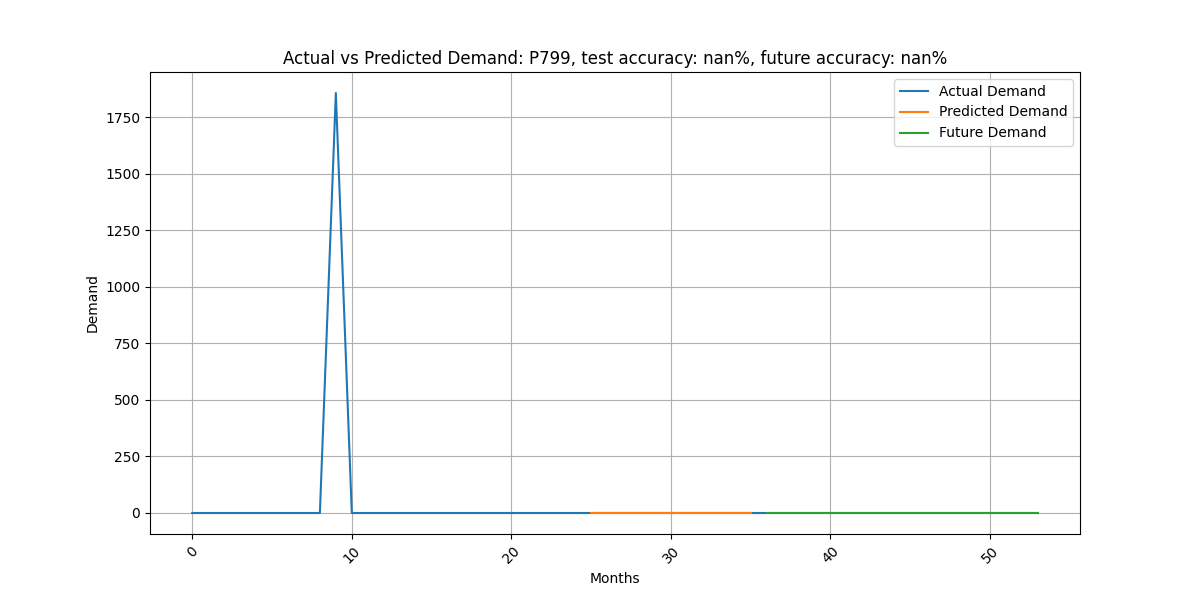 Actual vs Predicted Demand: P799, test accuracy: nan%, future accuracy: nan%
Actual Demand
Predicted Demand
Future Demand
Demand
1750
1500
1250
1000
750
500
250
0
0
10
20
30
40
50
Months